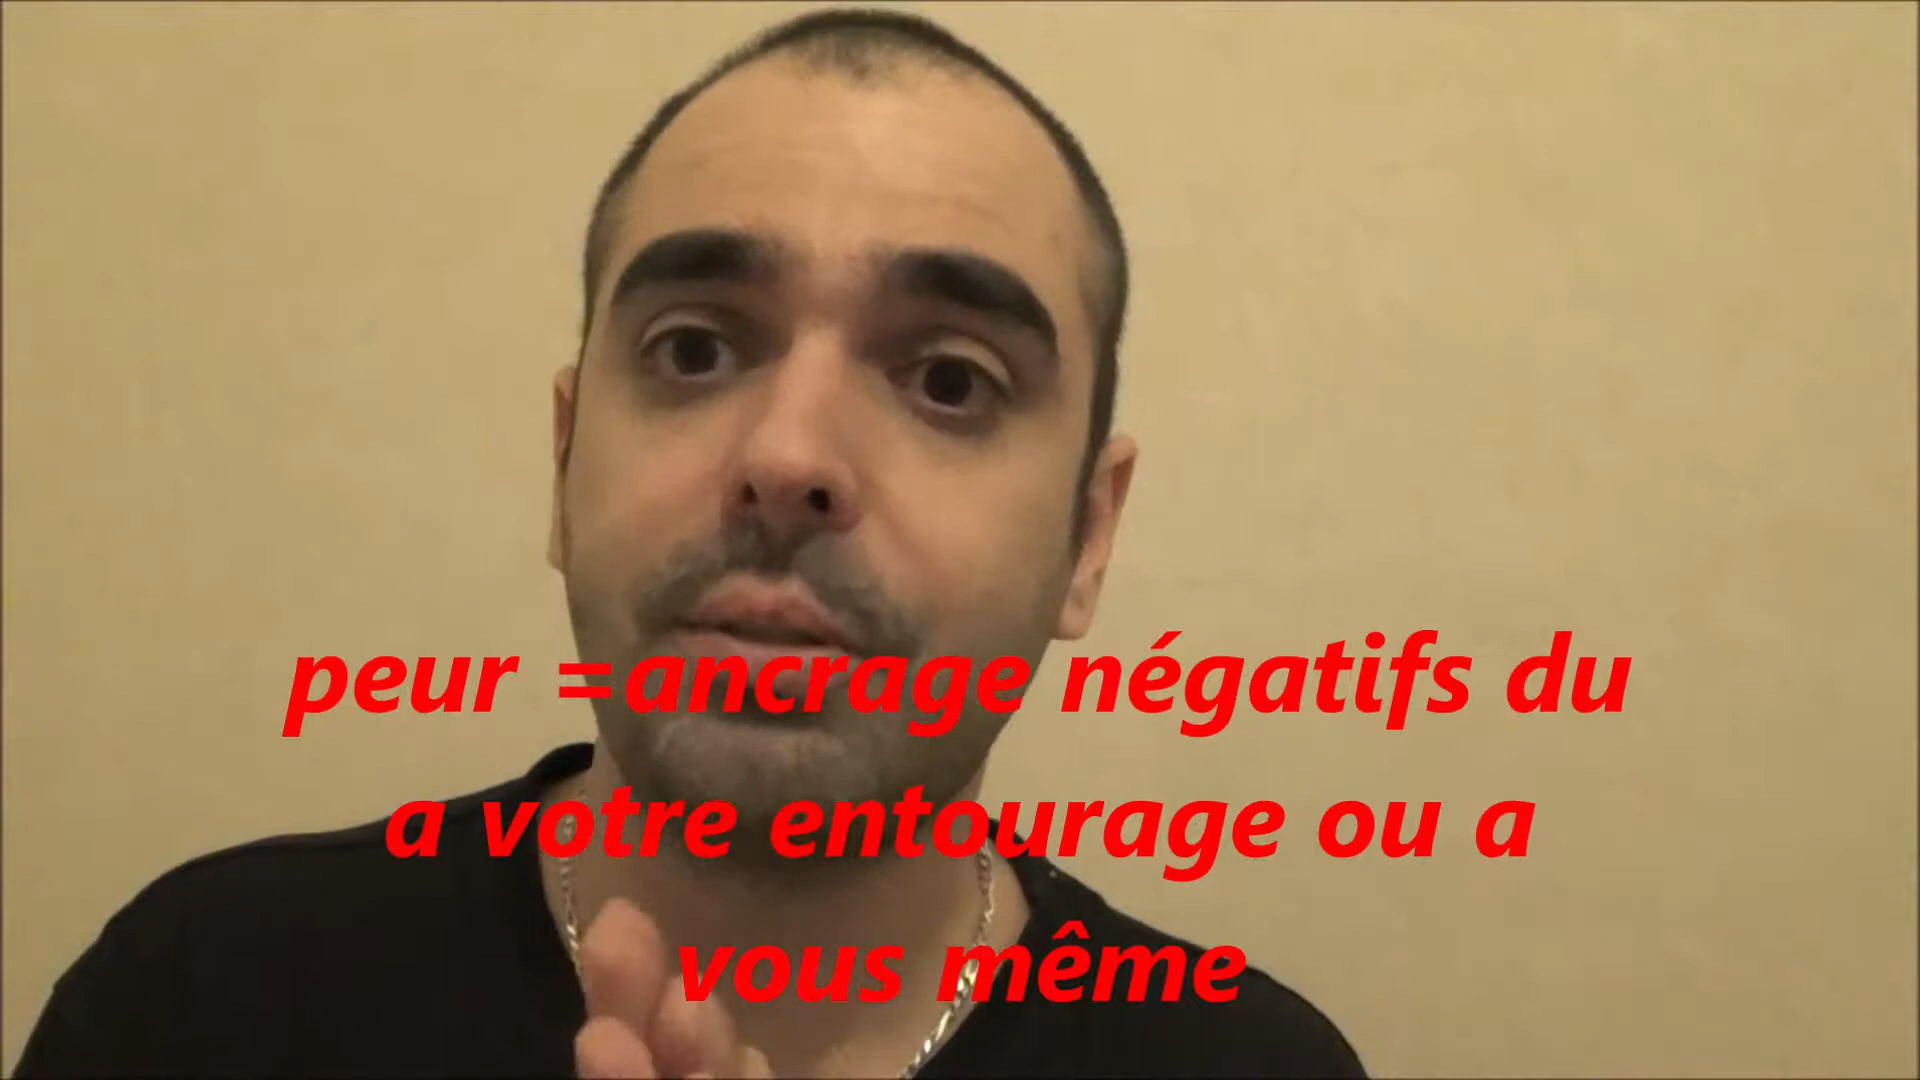 peur =ancrage négatifs du
a votre entourage ou a
vous même